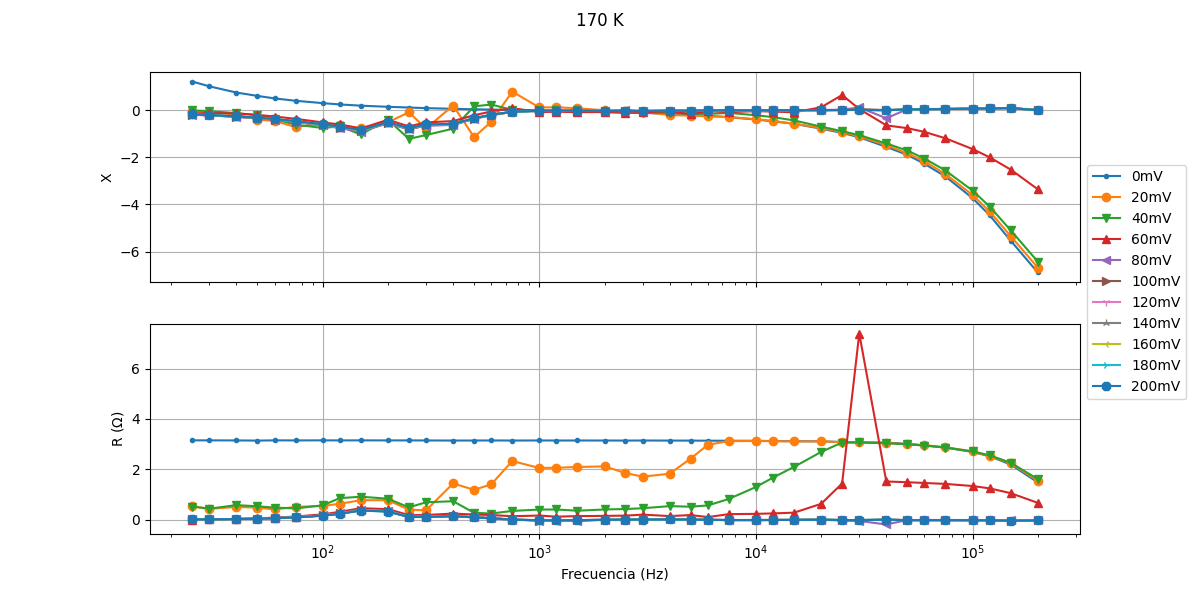 170 K
X
0
−2
−4
−6
R (Ω)
6
4
2
0
10²
10³
10⁴
10⁵
Frecuencia (Hz)
0mV
20mV
40mV
60mV
80mV
100mV
120mV
140mV
160mV
180mV
200mV